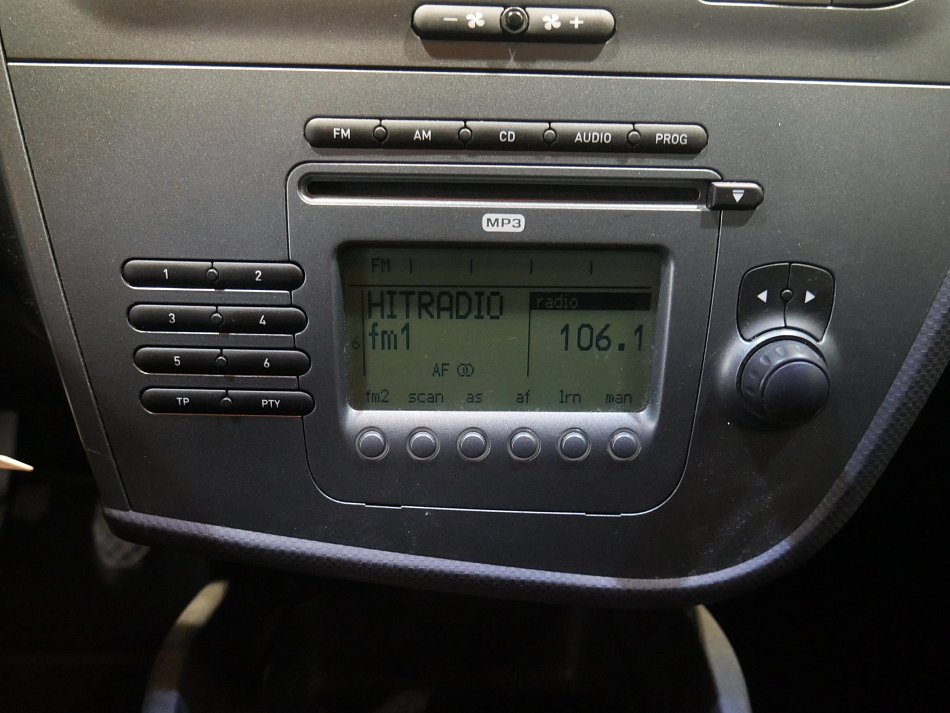 − +
FM AM CD AUDIO PROG
MP3
FM
HITRADIO radio
fm1 106.1
6
AF
fm2 scan as af lrn man
1 2
3 4
5 6
TP PTY